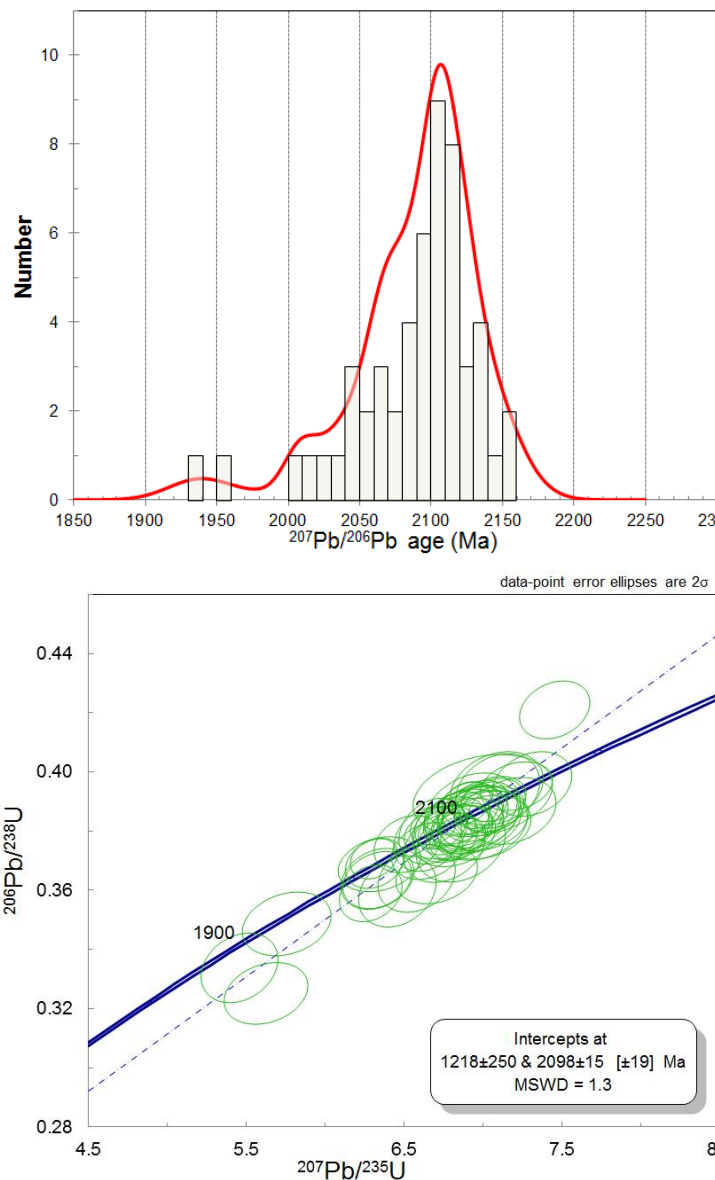 10
8
6
4
2
0
Number
1850 1900 1950 2000 2050 2100 2150 2200 2250 230
207Pb/206Pb age (Ma)
data-point error ellipses are 2σ
0.44
0.40
0.36
0.32
0.28
206Pb/238U
2100
1900
Intercepts at
1218±250 & 2098±15 [±19] Ma
MSWD = 1.3
4.5 5.5 6.5 7.5 8
207Pb/235U